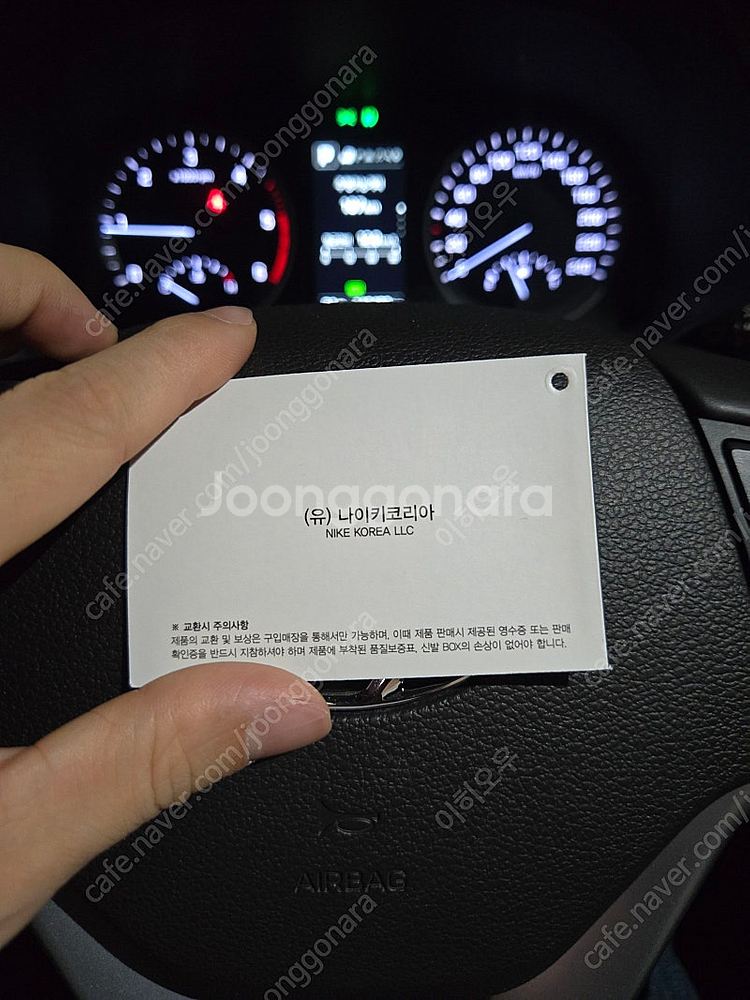 Joonggonara
(유) 나이키코리아
NIKE KOREA LLC
※ 교환시 주의사항
제품의 교환 및 보상은 구입매장을 통해서만 가능하며, 이때 제품 판매시 제공된 영수증 또는 판매
확인증을 반드시 지참하셔야 하며 제품에 부착된 품질보증표, 신발 BOX의 손상이 없어야 합니다.
AIRBAG
cafe.naver.com/joonggonara
이하오우